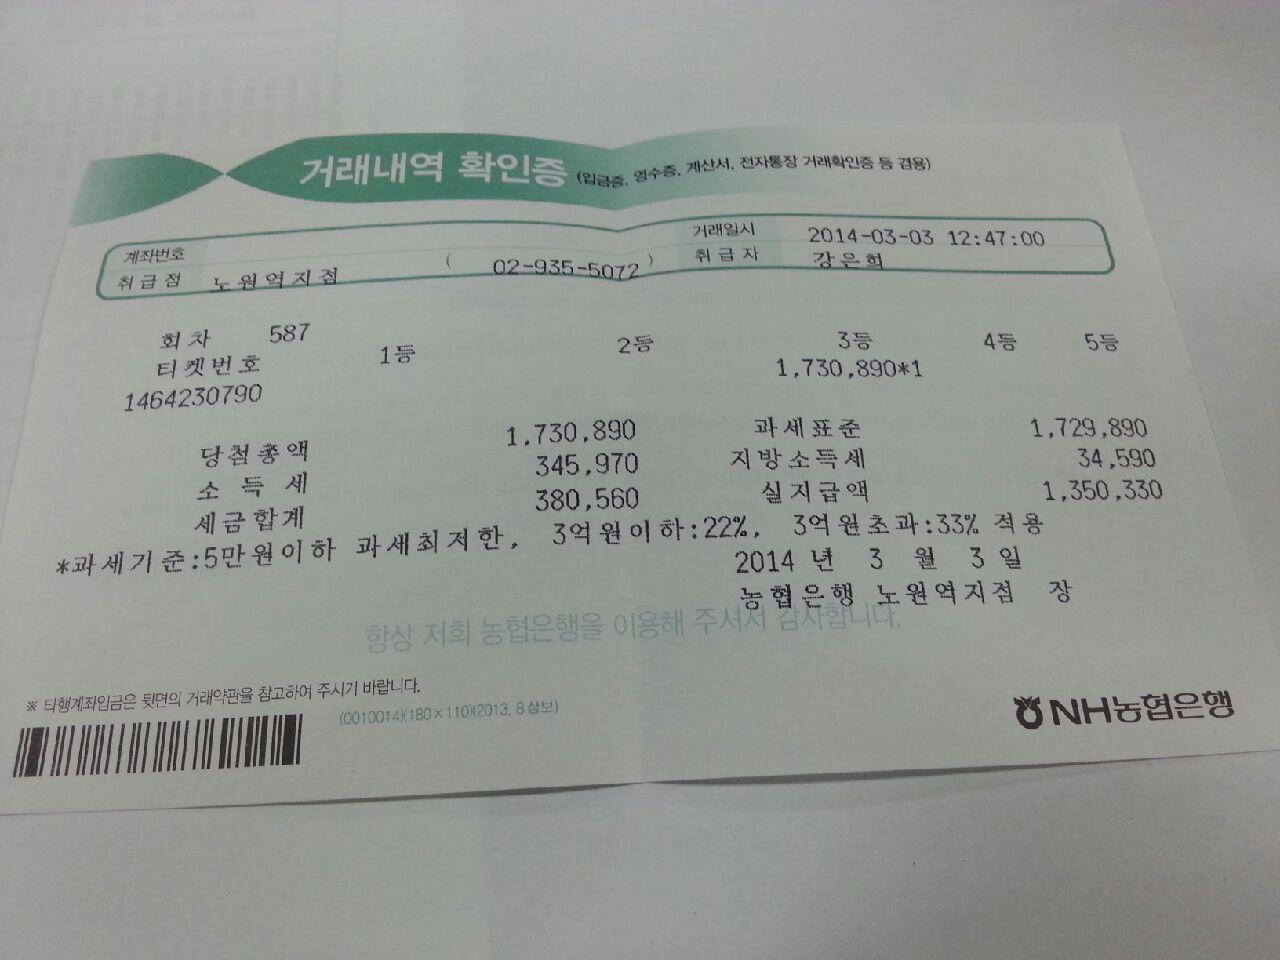 거래내역 확인증 (입금증, 영수증, 계산서, 전자통장 거래확인증 등 겸용)
계좌번호 거래일시 2014-03-03 12:47:00
취급점 노원역지점 ( 02-935-5072 ) 취급자 강은희
회차 587
티켓번호 1등 2등 3등 4등 5등
1464230790 1,730,890*1
당첨총액 1,730,890 과세표준 1,729,890
소득세 345,970 지방소득세 34,590
세금합계 380,560 실지급액 1,350,330
*과세기준:5만원이하 과세최저한, 3억원이하:22%, 3억원초과:33% 적용
2014 년 3 월 3 일
농협은행 노원역지점 장
항상 저희 농협은행을 이용해 주셔서 감사합니다.
※ 타행계좌입금은 뒷면의 거래약관을 참고하여 주시기 바랍니다.
(0010014)(180×110)(2013. 8 삼보)
NH농협은행